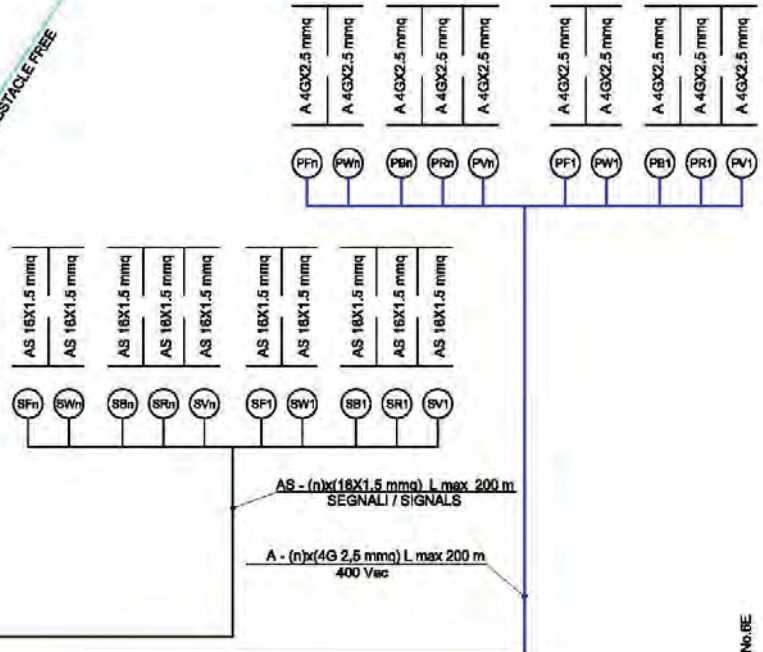 STACLE FREE
A 4GX2.5 mmq
A 4GX2.5 mmq
A 4GX2.5 mmq
A 4GX2.5 mmq
A 4GX2.5 mmq
A 4GX2.5 mmq
A 4GX2.5 mmq
A 4GX2.5 mmq
A 4GX2.5 mmq
A 4GX2.5 mmq
PFn PWn PBn PRn PVn PF1 PW1 PB1 PR1 PV1
AS 16X1.5 mmq
AS 16X1.5 mmq
AS 16X1.5 mmq
AS 16X1.5 mmq
AS 16X1.5 mmq
AS 16X1.5 mmq
AS 16X1.5 mmq
AS 16X1.5 mmq
AS 16X1.5 mmq
AS 16X1.5 mmq
SFn SWn SBn SRn SVn SF1 SW1 SB1 SR1 SV1
AS - (n)x(16X1.5 mmq) L max 200 m
SEGNALI / SIGNALS
A - (n)x(4G 2,5 mmq) L max 200 m
400 Vac
No.6E